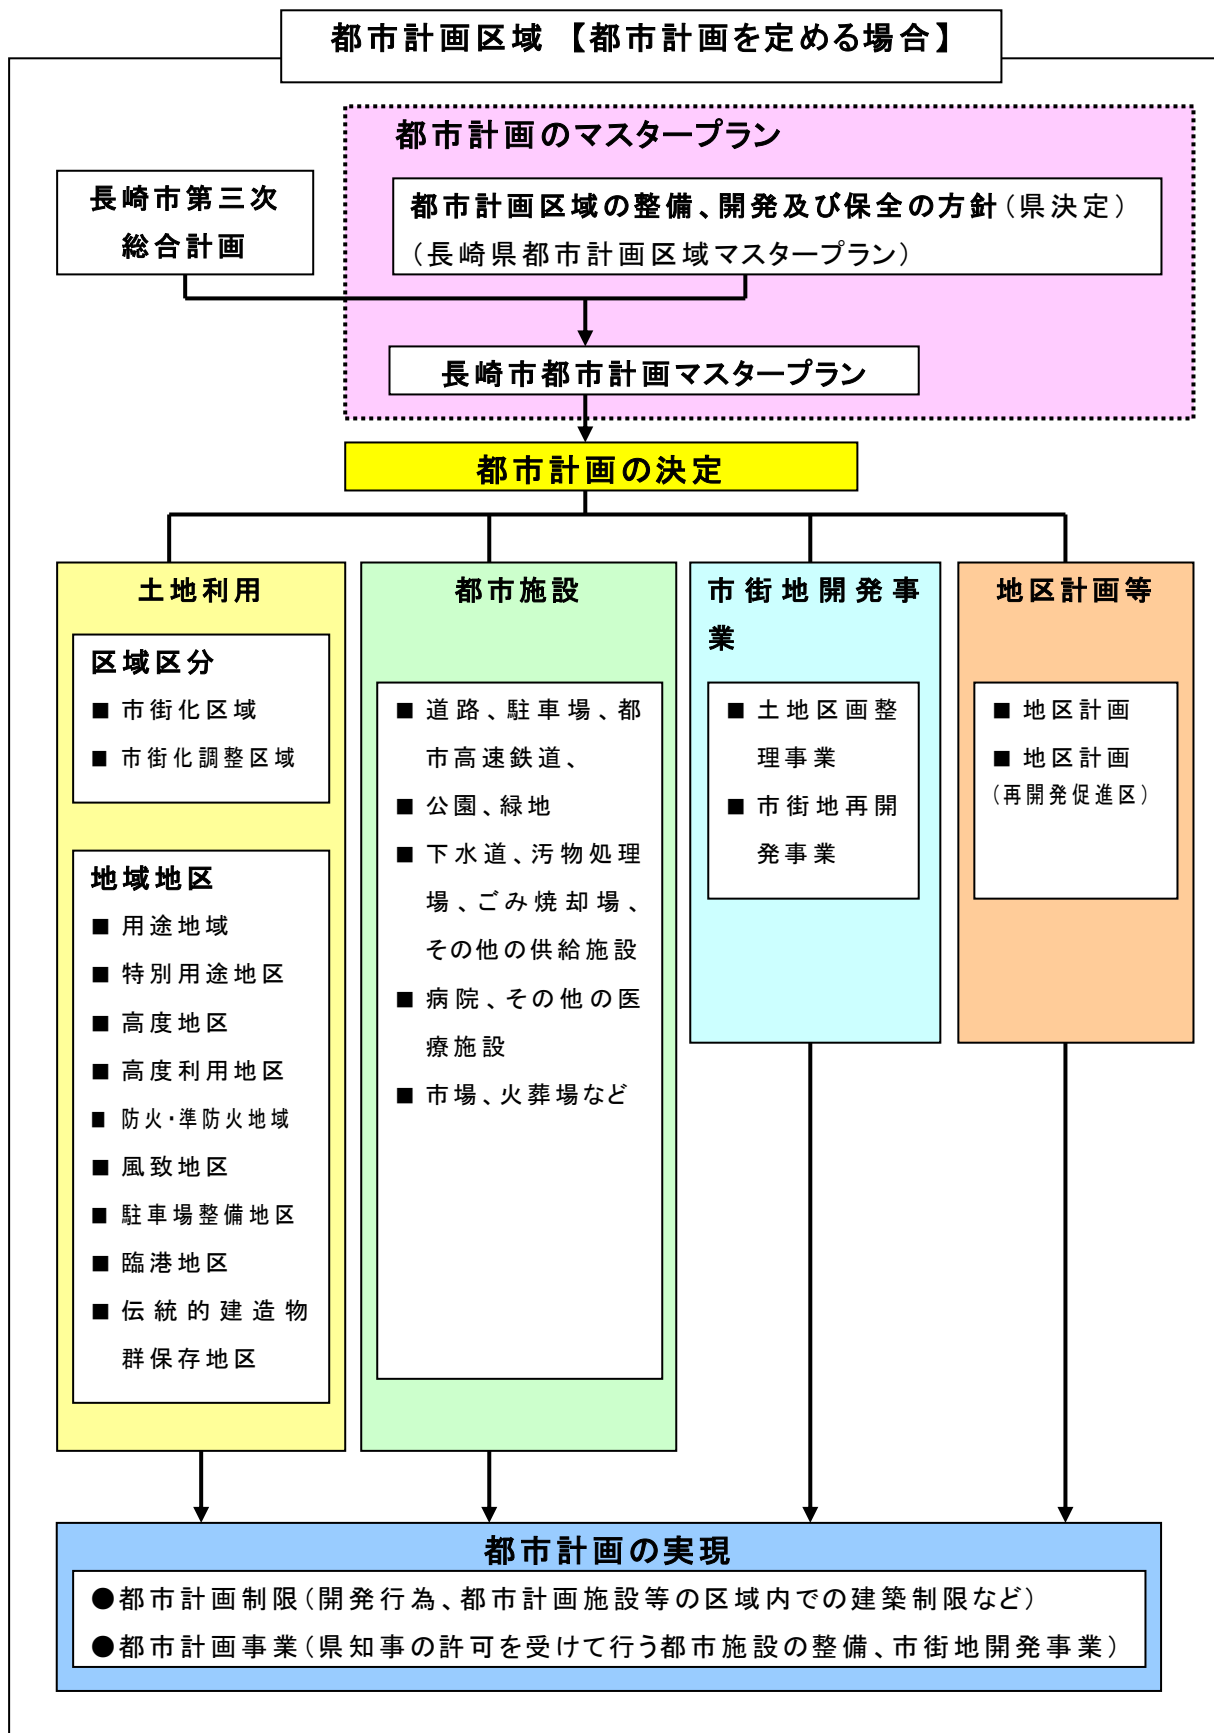 都市計画区域 【都市計画を定める場合】
都市計画のマスタープラン
長崎市第三次
総合計画
都市計画区域の整備、開発及び保全の方針（県決定）
（長崎県都市計画区域マスタープラン）
長崎市都市計画マスタープラン
都市計画の決定
土地利用
区域区分
■ 市街化区域
■ 市街化調整区域
地域地区
■ 用途地域
■ 特別用途地区
■ 高度地区
■ 高度利用地区
■ 防火・準防火地域
■ 風致地区
■ 駐車場整備地区
■ 臨港地区
■ 伝統的建造物
群保存地区
都市施設
■ 道路、駐車場、都
市高速鉄道、
■ 公園、緑地
■ 下水道、汚物処理
場、ごみ焼却場、
その他の供給施設
■ 病院、その他の医
療施設
■ 市場、火葬場など
市街地開発事
業
■ 土地区画整
理事業
■ 市街地再開
発事業
地区計画等
■ 地区計画
■ 地区計画
（再開発促進区）
都市計画の実現
●都市計画制限（開発行為、都市計画施設等の区域内での建築制限など）
●都市計画事業（県知事の許可を受けて行う都市施設の整備、市街地開発事業）